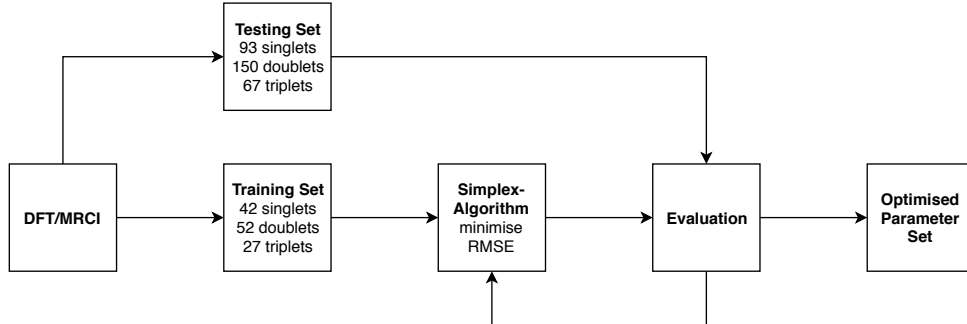 Testing Set
93 singlets
150 doublets
67 triplets
DFT/MRCI
Training Set
42 singlets
52 doublets
27 triplets
Simplex-
Algorithm
minimise
RMSE
Evaluation
Optimised
Parameter
Set